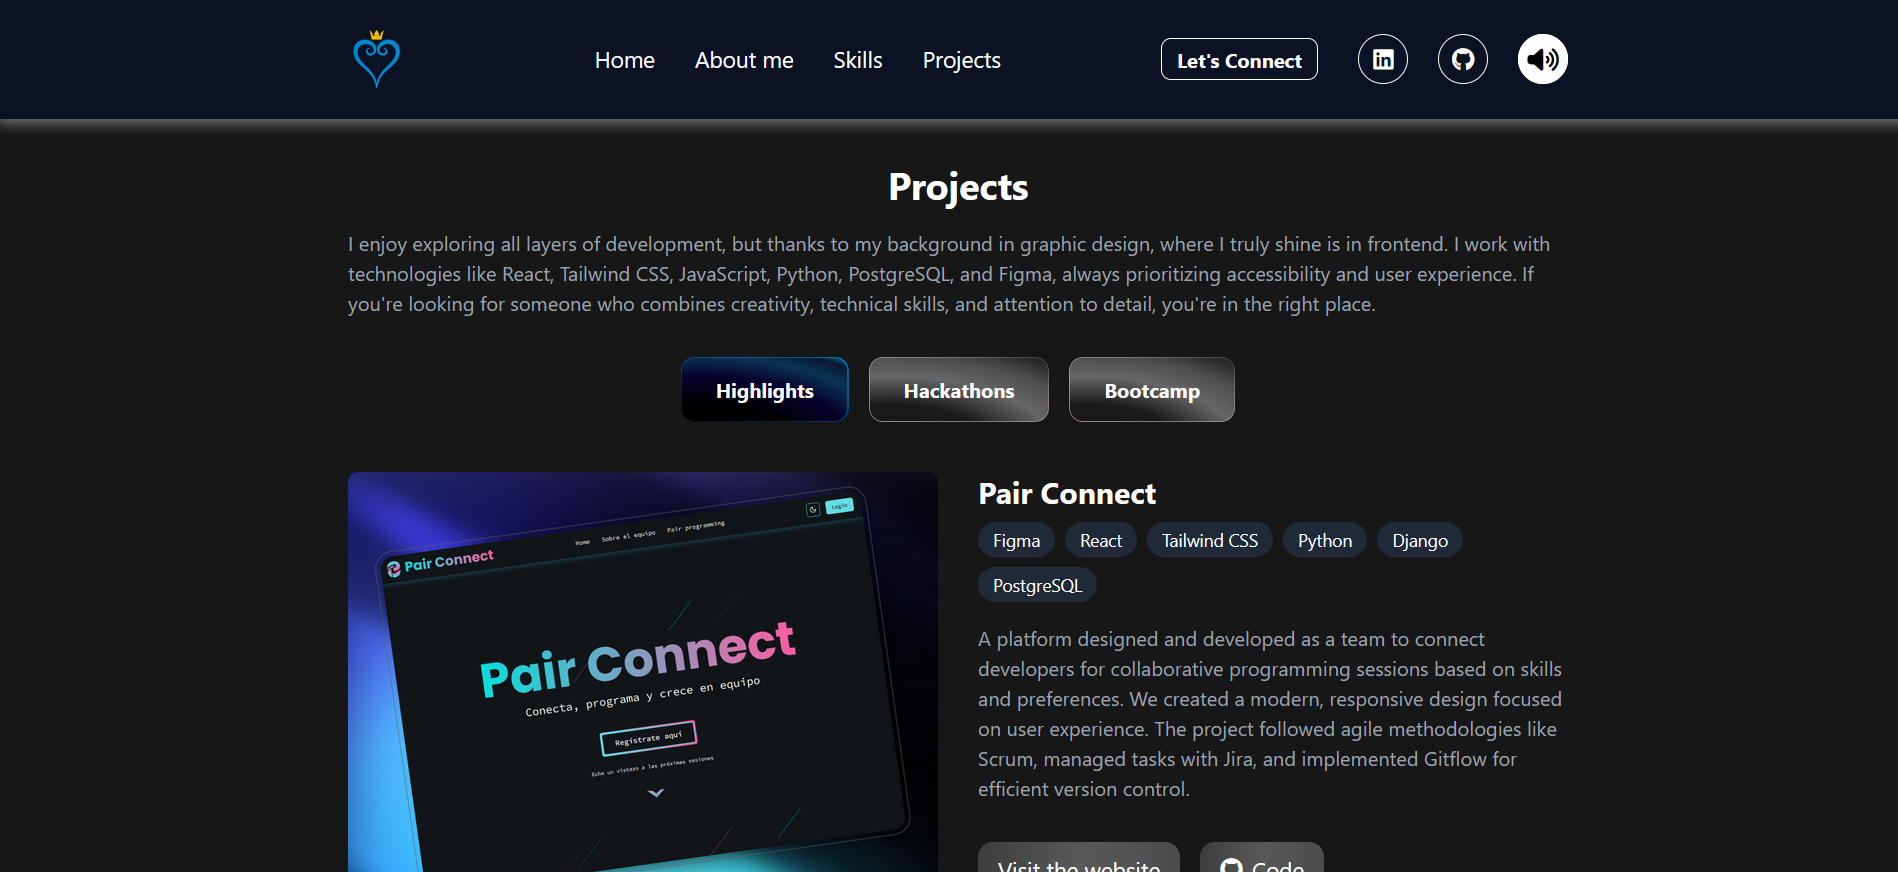 Home About me Skills Projects Let's Connect
Projects
I enjoy exploring all layers of development, but thanks to my background in graphic design, where I truly shine is in frontend. I work with
technologies like React, Tailwind CSS, JavaScript, Python, PostgreSQL, and Figma, always prioritizing accessibility and user experience. If
you're looking for someone who combines creativity, technical skills, and attention to detail, you're in the right place.
Highlights Hackathons Bootcamp
Home Sobre el equipo Pair programming Login
Pair Connect
Pair Connect
Conecta, programa y crece en equipo
Regístrate aquí
Echa un vistazo a las próximas sesiones
Pair Connect
Figma React Tailwind CSS Python Django
PostgreSQL
A platform designed and developed as a team to connect
developers for collaborative programming sessions based on skills
and preferences. We created a modern, responsive design focused
on user experience. The project followed agile methodologies like
Scrum, managed tasks with Jira, and implemented Gitflow for
efficient version control.
Visit the website Code